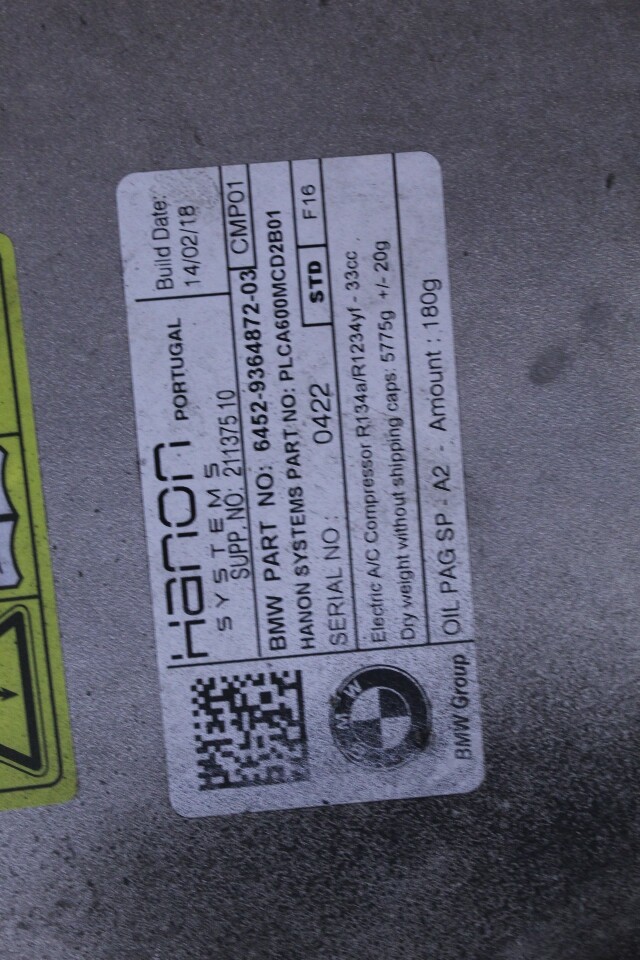 Hanon
SYSTEMS
PORTUGAL
Build Date:
14/02/18
SUPP. NO: 21137510
CMP01
BMW PART NO: 6452-9364872-03
HANON SYSTEMS PART NO: PLCA600MCD2B01
SERIAL NO: 0422
STD
F16
Electric A/C Compressor R134a/R1234yf - 33cc
Dry weight without shipping caps: 5775g +/- 20g
OIL PAG SP - A2 - Amount : 180g
BMW
BMW Group